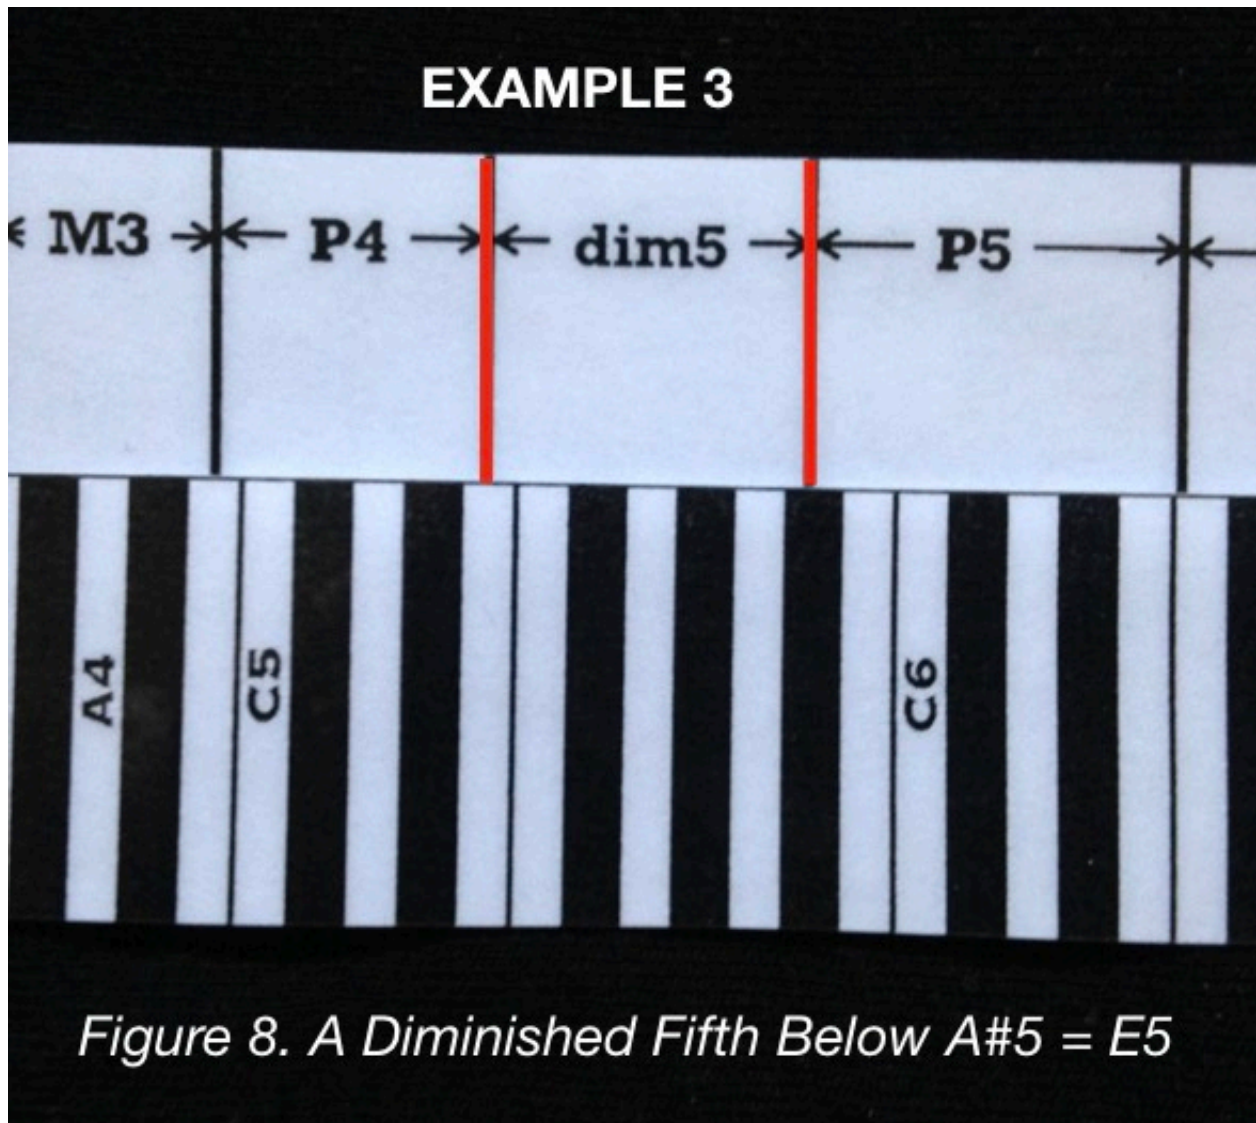 EXAMPLE 3
M3 P4 dim5 P5
A4 C5 C6
Figure 8. A Diminished Fifth Below A#5 = E5